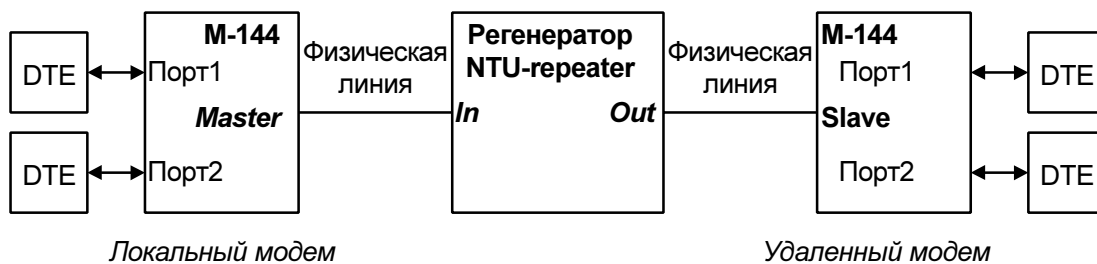 DTE
DTE
М-144
Порт1
Master
Порт2
Физическая
линия
Регенератор
NTU-repeater
In
Out
Физическая
линия
М-144
Порт1
Slave
Порт2
DTE
DTE
Локальный модем
Удаленный модем